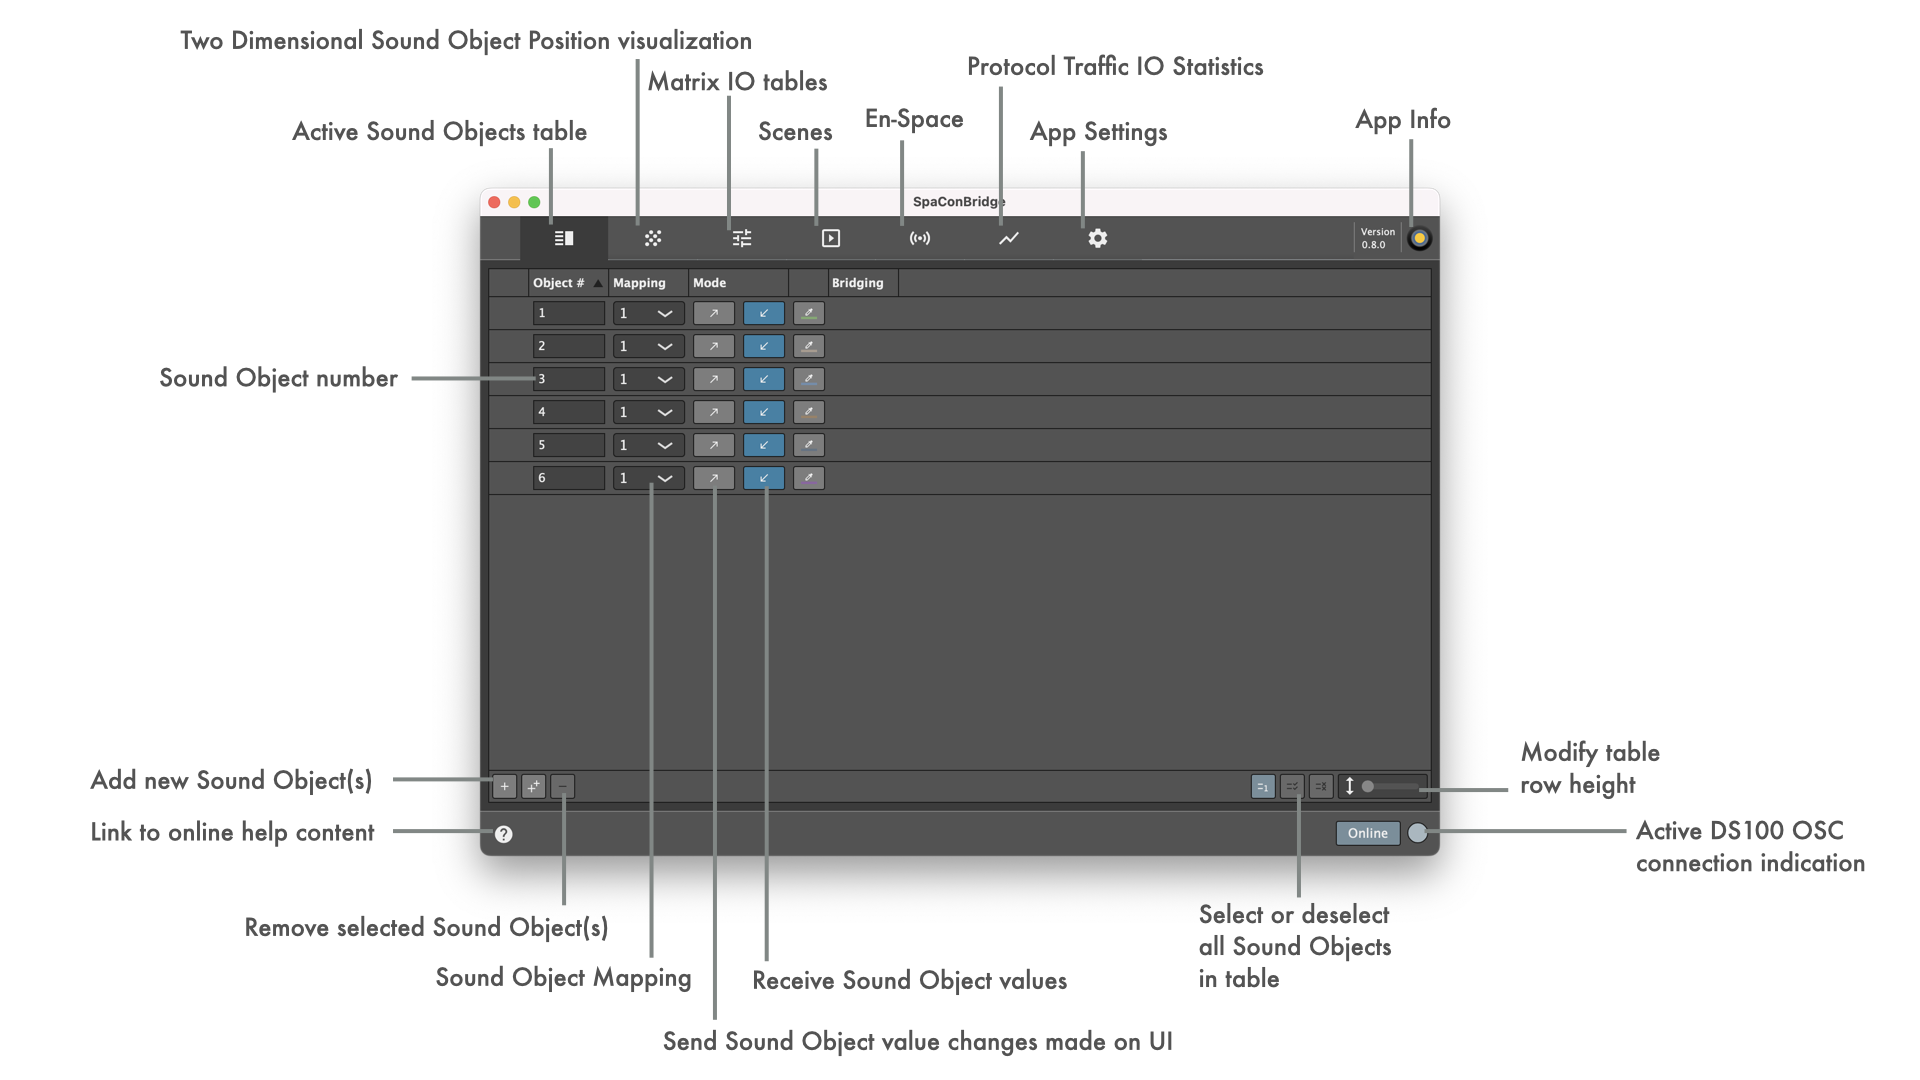 Two Dimensional Sound Object Position visualization
Matrix IO tables
Protocol Traffic IO Statistics
Active Sound Objects table
Scenes
En-Space
App Settings
App Info
SpaConBridge
Version
0.8.0
Object #
Mapping
Mode
Bridging
1 1
2 1
Sound Object number
3 1
4 1
5 1
6 1
Modify table
row height
Add new Sound Object(s)
Link to online help content
Online
Active DS100 OSC
connection indication
Remove selected Sound Object(s)
Select or deselect
all Sound Objects
in table
Sound Object Mapping
Receive Sound Object values
Send Sound Object value changes made on UI